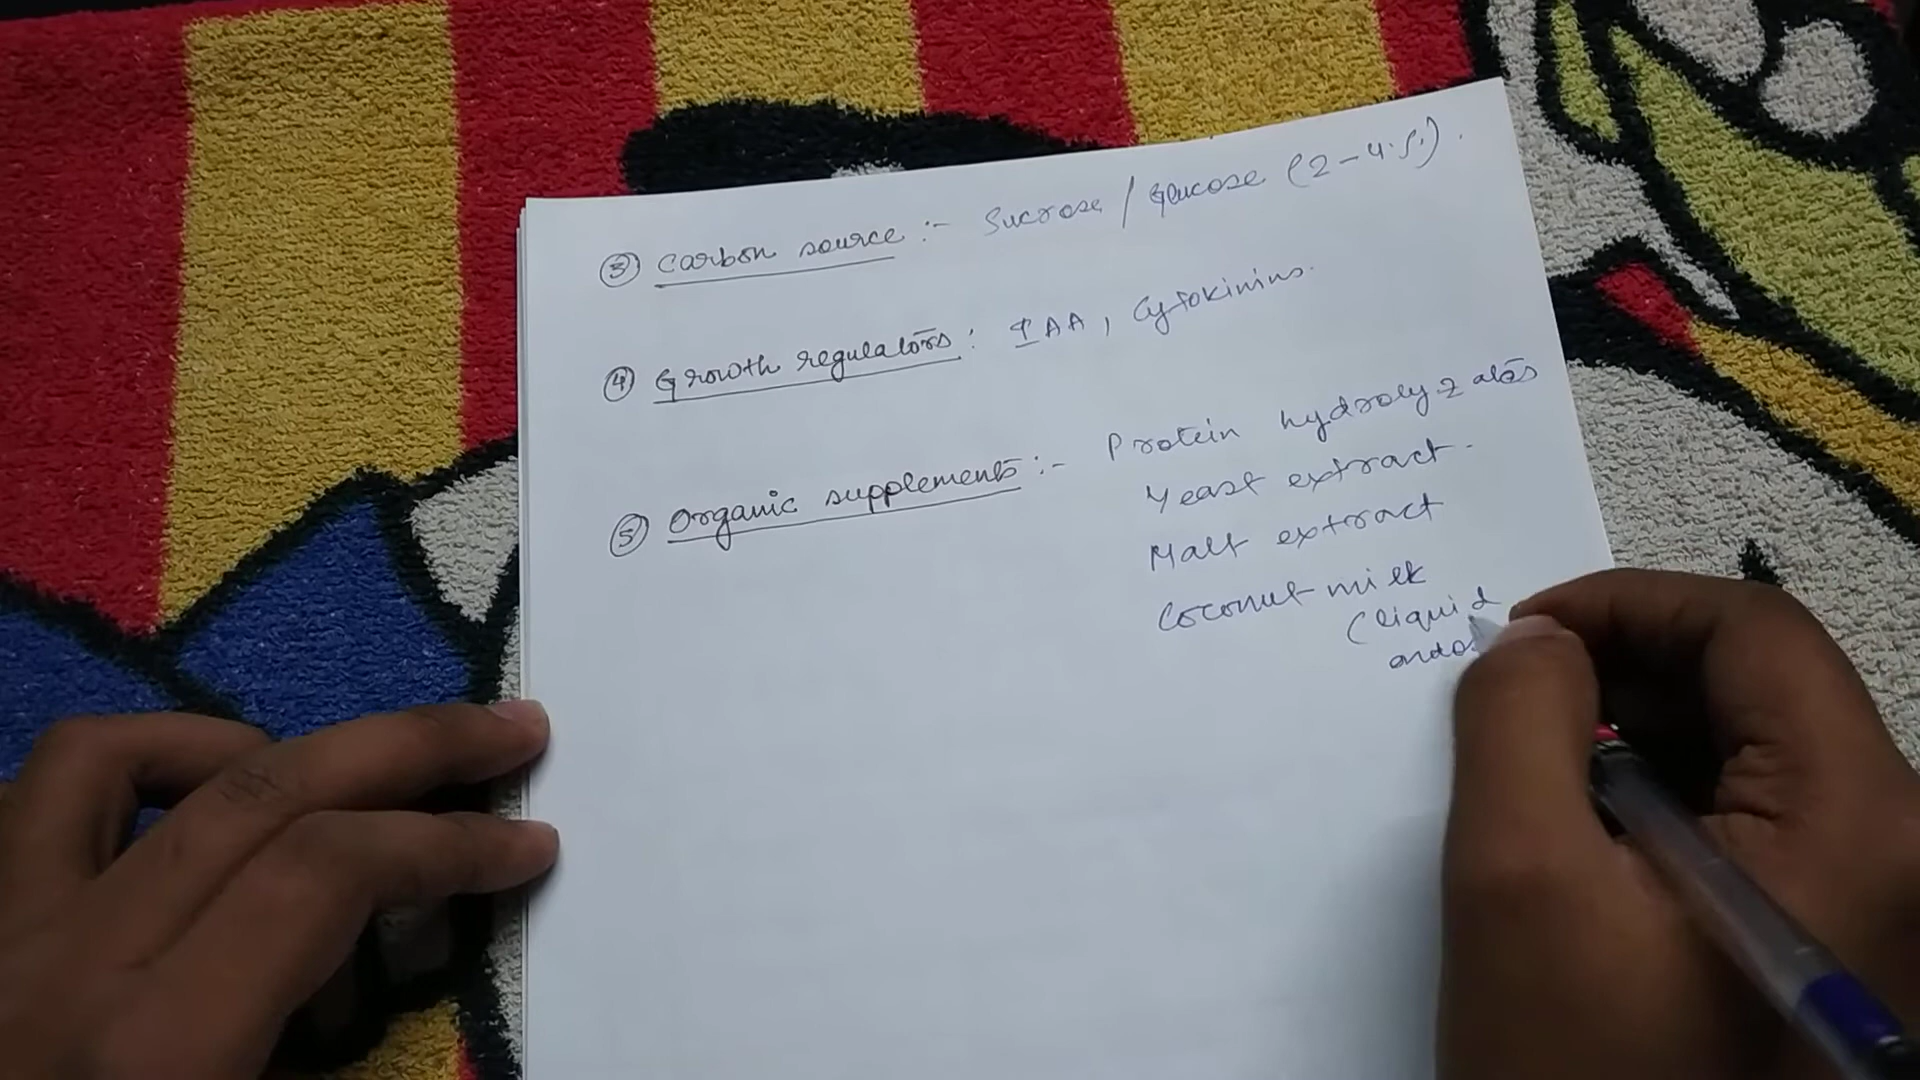 ③ Carbon source :- Sucrose / Glucose (2-4%).
④ Growth regulators : IAA, Cytokinins.
⑤ Organic supplements :- Protein hydrolyzates
Yeast extract.
Malt extract
Coconut milk
(liquid
endos